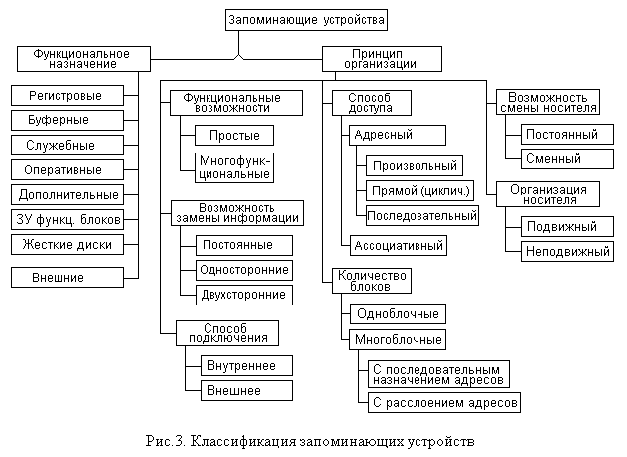 Запоминающие устройства
Функциональное
назначение
Регистровые
Буферные
Служебные
Оперативные
Дополнительные
ЗУ функц. блоков
Жесткие диски
Внешние
Принцип
организации
Функциональные
возможности
Простые
Многофунк-
циональные
Возможность
замены информации
Постоянные
Односторонние
Двухсторонние
Способ
подключения
Внутреннее
Внешнее
Способ
доступа
Адресный
Произвольный
Прямой (циклич.)
Последозательный
Ассоциативный
Количество
блоков
Одноблочные
Многоблочные
С последовательным
назначением адресов
С расслоением адресов
Возможность
смены носителя
Постоянный
Сменный
Организация
носителя
Подвижный
Неподвижный
Рис.3. Классификация запоминающих устройств